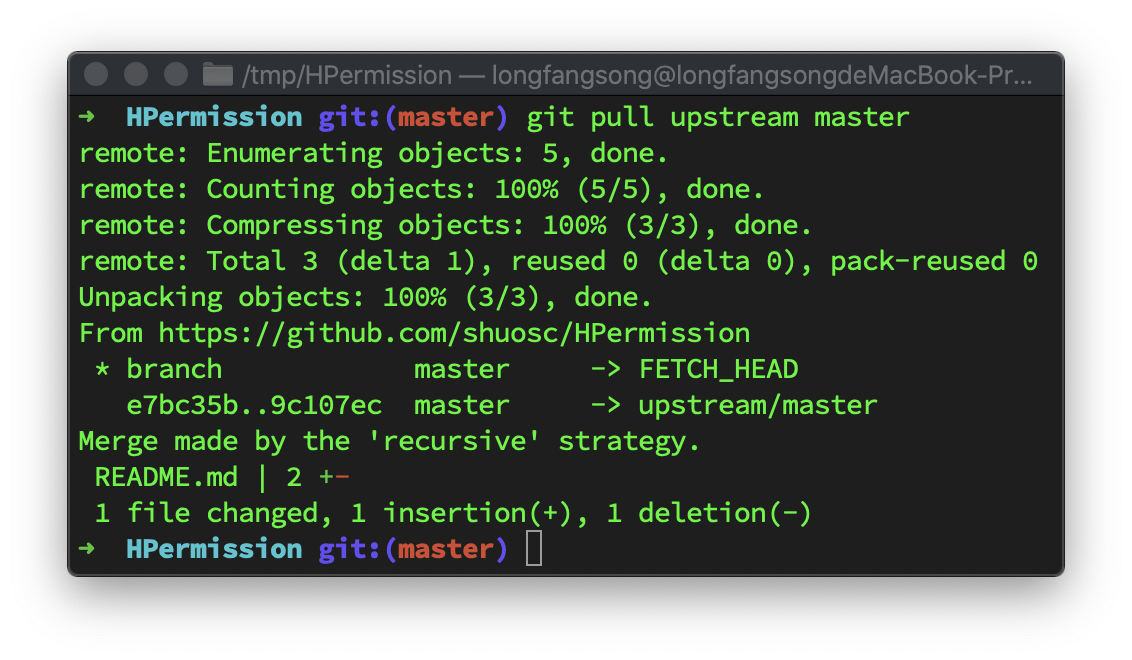 /tmp/HPermission — longfangsong@longfangsongdeMacBook-Pr...
➜  HPermission git:(master) git pull upstream master
remote: Enumerating objects: 5, done.
remote: Counting objects: 100% (5/5), done.
remote: Compressing objects: 100% (3/3), done.
remote: Total 3 (delta 1), reused 0 (delta 0), pack-reused 0
Unpacking objects: 100% (3/3), done.
From https://github.com/shuosc/HPermission
 * branch            master     -> FETCH_HEAD
   e7bc35b..9c107ec  master     -> upstream/master
Merge made by the 'recursive' strategy.
 README.md | 2 +-
 1 file changed, 1 insertion(+), 1 deletion(-)
➜  HPermission git:(master)